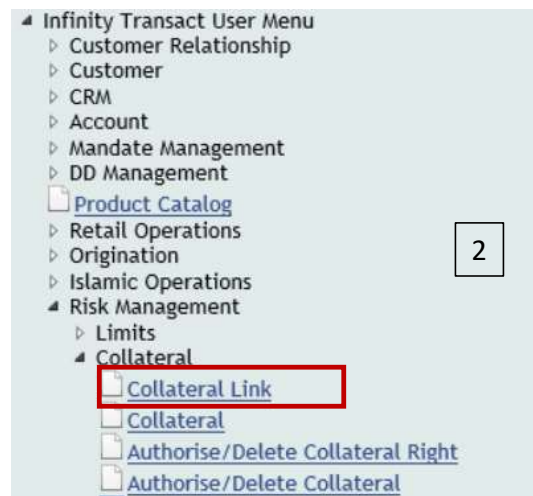 Infinity Transact User Menu
Customer Relationship
Customer
CRM
Account
Mandate Management
DD Management
Product Catalog
Retail Operations
Origination
2
Islamic Operations
Risk Management
Limits
Collateral
Collateral Link
Collateral
Authorise/Delete Collateral Right
Authorise/Delete Collateral